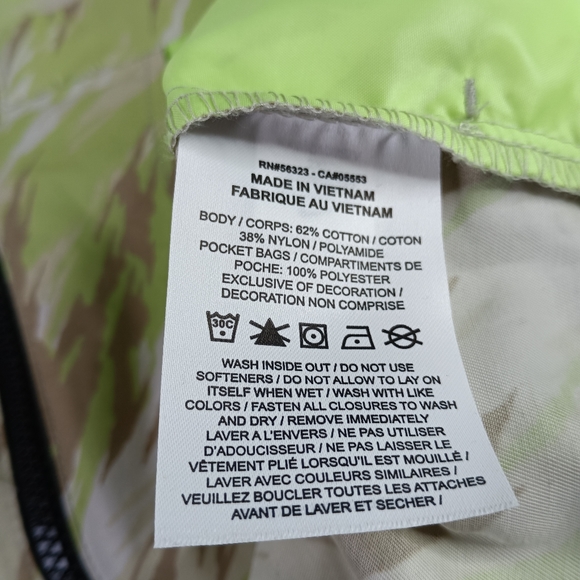 RN#56323 - CA#05553
MADE IN VIETNAM
FABRIQUE AU VIETNAM
BODY / CORPS: 62% COTTON / COTON
38% NYLON / POLYAMIDE
POCKET BAGS / COMPARTIMENTS DE
POCHE: 100% POLYESTER
EXCLUSIVE OF DECORATION /
DECORATION NON COMPRISE
30C
WASH INSIDE OUT / DO NOT USE
SOFTENERS / DO NOT ALLOW TO LAY ON
ITSELF WHEN WET / WASH WITH LIKE
COLORS / FASTEN ALL CLOSURES TO WASH
AND DRY / REMOVE IMMEDIATELY
LAVER A L'ENVERS / NE PAS UTILISER
D'ADOUCISSEUR / NE PAS LAISSER LE
VÊTEMENT PLIÉ LORSQU'IL EST MOUILLÉ /
LAVER AVEC COULEURS SIMILAIRES /
VEUILLEZ BOUCLER TOUTES LES ATTACHES
AVANT DE LAVER ET SECHER /